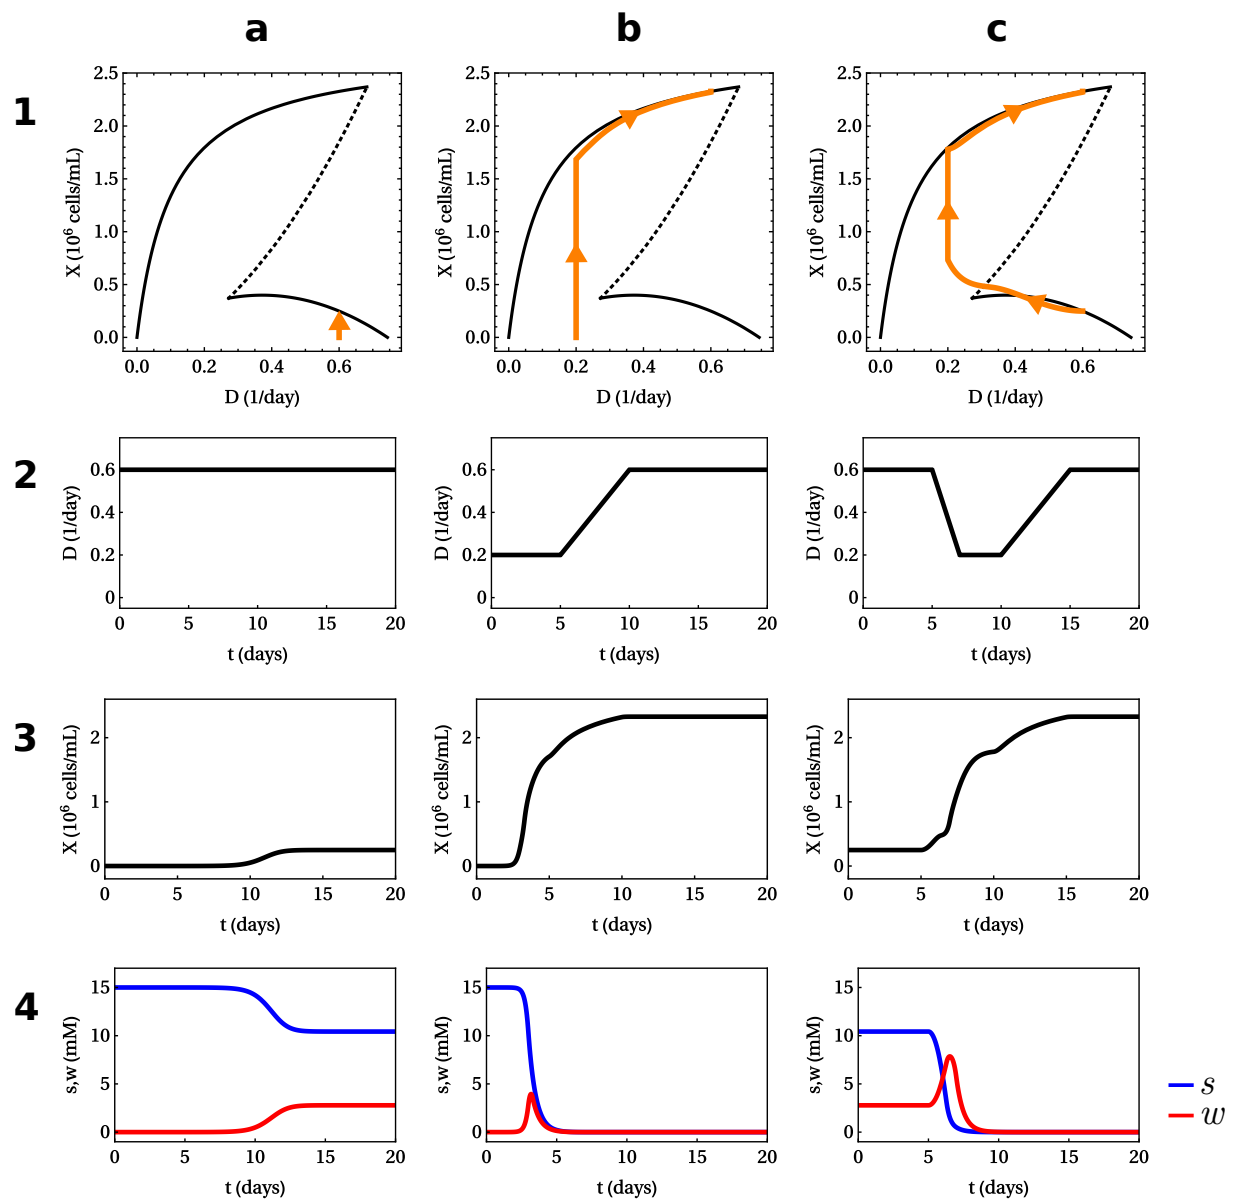 a b c
1
2.5 2.5 2.5
2.0 2.0 2.0
1.5 1.5 1.5
1.0 1.0 1.0
0.5 0.5 0.5
0.0 0.0 0.0
X (10⁶ cells/mL) X (10⁶ cells/mL) X (10⁶ cells/mL)
0.0 0.2 0.4 0.6 0.0 0.2 0.4 0.6 0.0 0.2 0.4 0.6
D (1/day) D (1/day) D (1/day)
2
0.6 0.6 0.6
0.4 0.4 0.4
0.2 0.2 0.2
0 0 0
D (1/day) D (1/day) D (1/day)
0 5 10 15 20 0 5 10 15 20 0 5 10 15 20
t (days) t (days) t (days)
3
2 2 2
1 1 1
0 0 0
X (10⁶ cells/mL) X (10⁶ cells/mL) X (10⁶ cells/mL)
0 5 10 15 20 0 5 10 15 20 0 5 10 15 20
t (days) t (days) t (days)
4
15 15 15
10 10 10
5 5 5
0 0 0
s,w (mM) s,w (mM) s,w (mM)
0 5 10 15 20 0 5 10 15 20 0 5 10 15 20
t (days) t (days) t (days)
s
w